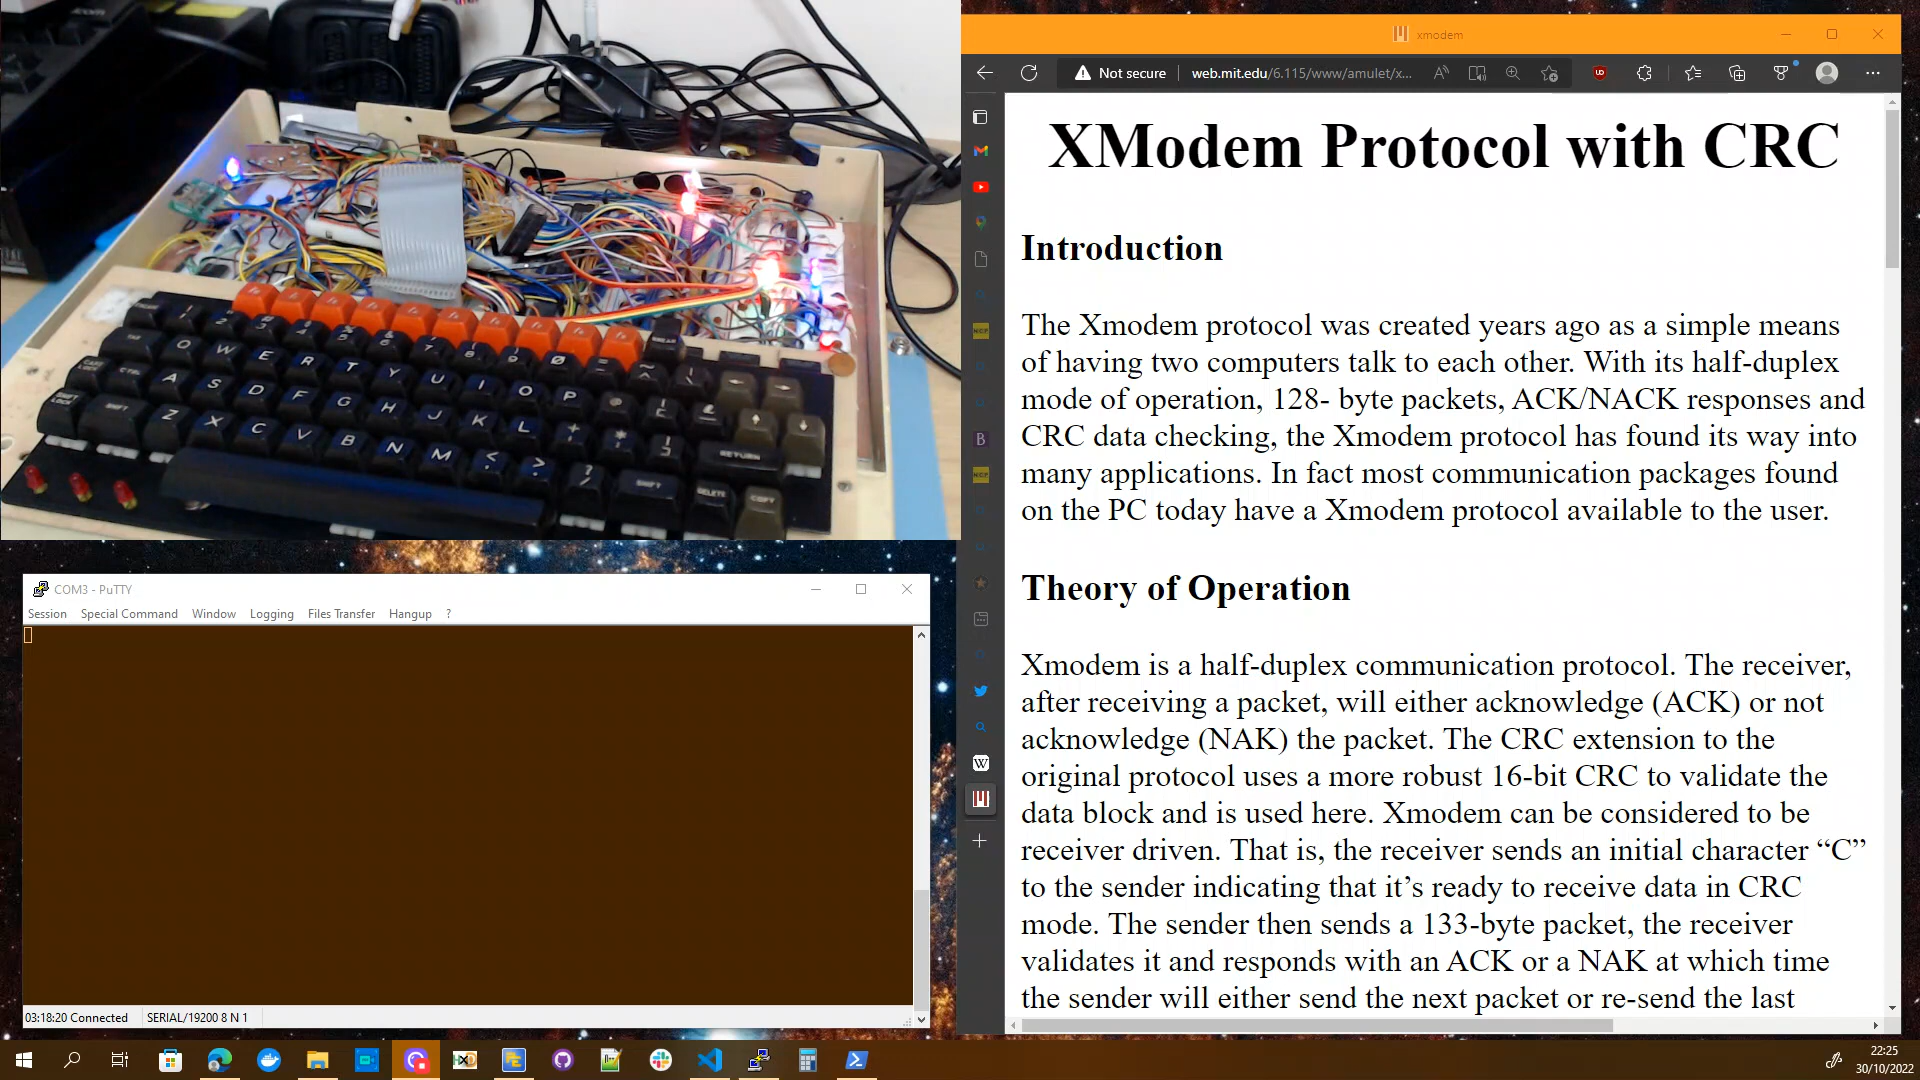 xmodem
Not secure
web.mit.edu/6.115/www/amulet/x...
XModem Protocol with CRC
Introduction
The Xmodem protocol was created years ago as a simple means
of having two computers talk to each other. With its half-duplex
mode of operation, 128- byte packets, ACK/NACK responses and
CRC data checking, the Xmodem protocol has found its way into
many applications. In fact most communication packages found
on the PC today have a Xmodem protocol available to the user.
Theory of Operation
Xmodem is a half-duplex communication protocol. The receiver,
after receiving a packet, will either acknowledge (ACK) or not
acknowledge (NAK) the packet. The CRC extension to the
original protocol uses a more robust 16-bit CRC to validate the
data block and is used here. Xmodem can be considered to be
receiver driven. That is, the receiver sends an initial character “C”
to the sender indicating that it’s ready to receive data in CRC
mode. The sender then sends a 133-byte packet, the receiver
validates it and responds with an ACK or a NAK at which time
the sender will either send the next packet or re-send the last
Q W E R T Y U I O P
CTRL A S D F G H J K L RETURN
SHIFT LOCK SHIFT Z X C V B N M SHIFT DELETE COPY
COM3 - PuTTY
Session Special Command Window Logging Files Transfer Hangup ?
03:18:20 Connected SERIAL/19200 8 N 1
22:25
30/10/2022